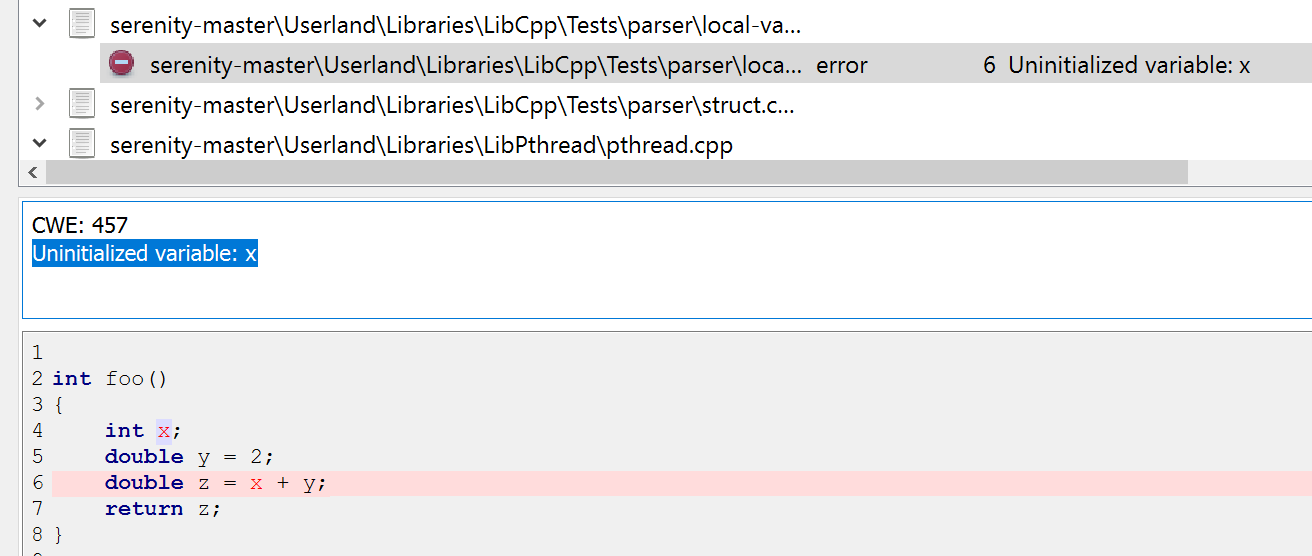 serenity-master\Userland\Libraries\LibCpp\Tests\parser\local-va...
serenity-master\Userland\Libraries\LibCpp\Tests\parser\loca... error 6 Uninitialized variable: x
serenity-master\Userland\Libraries\LibCpp\Tests\parser\struct.c...
serenity-master\Userland\Libraries\LibPthread\pthread.cpp
CWE: 457
Uninitialized variable: x
1
2 int foo()
3 {
4     int x;
5     double y = 2;
6     double z = x + y;
7     return z;
8 }